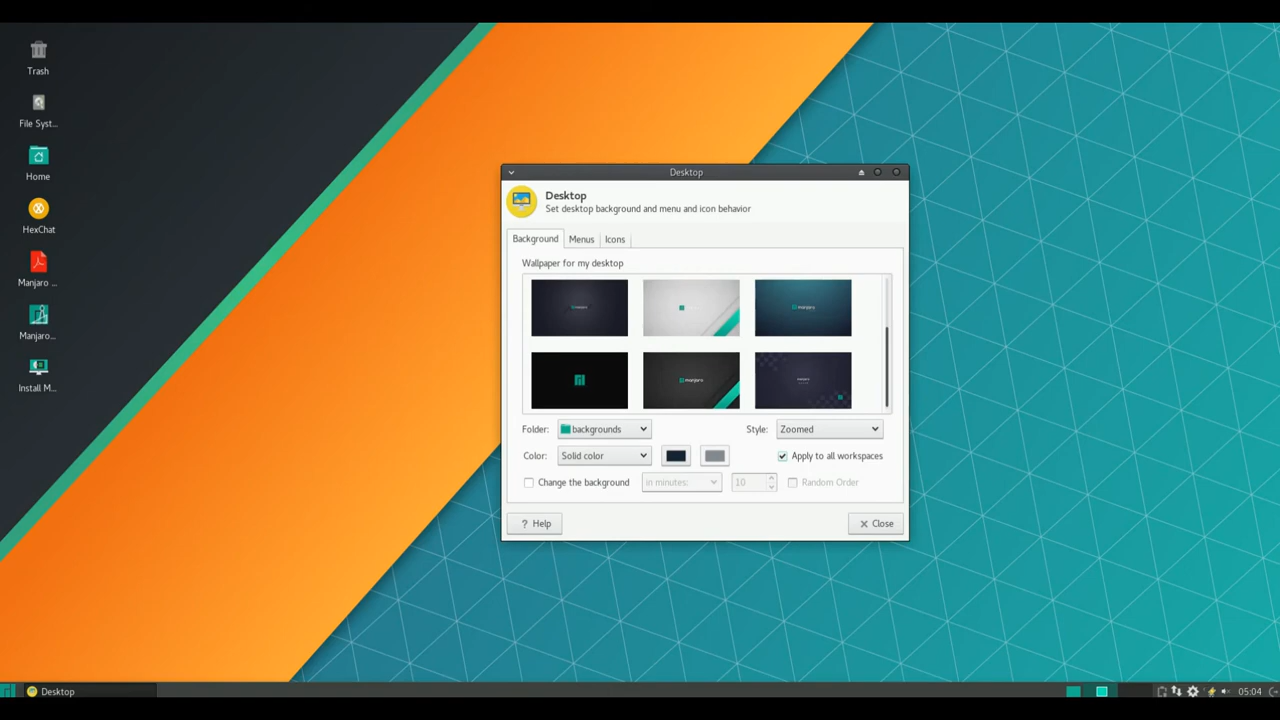 Trash
File Syst...
Home
HexChat
Manjaro ...
Manjaro...
Install M...
Desktop
Desktop
Set desktop background and menu and icon behavior
Background Menus Icons
Wallpaper for my desktop
manjaro
manjaro
Folder: backgrounds Style: Zoomed
Color: Solid color Apply to all workspaces
Change the background in minutes: 10 Random Order
? Help Close
Desktop 05:04